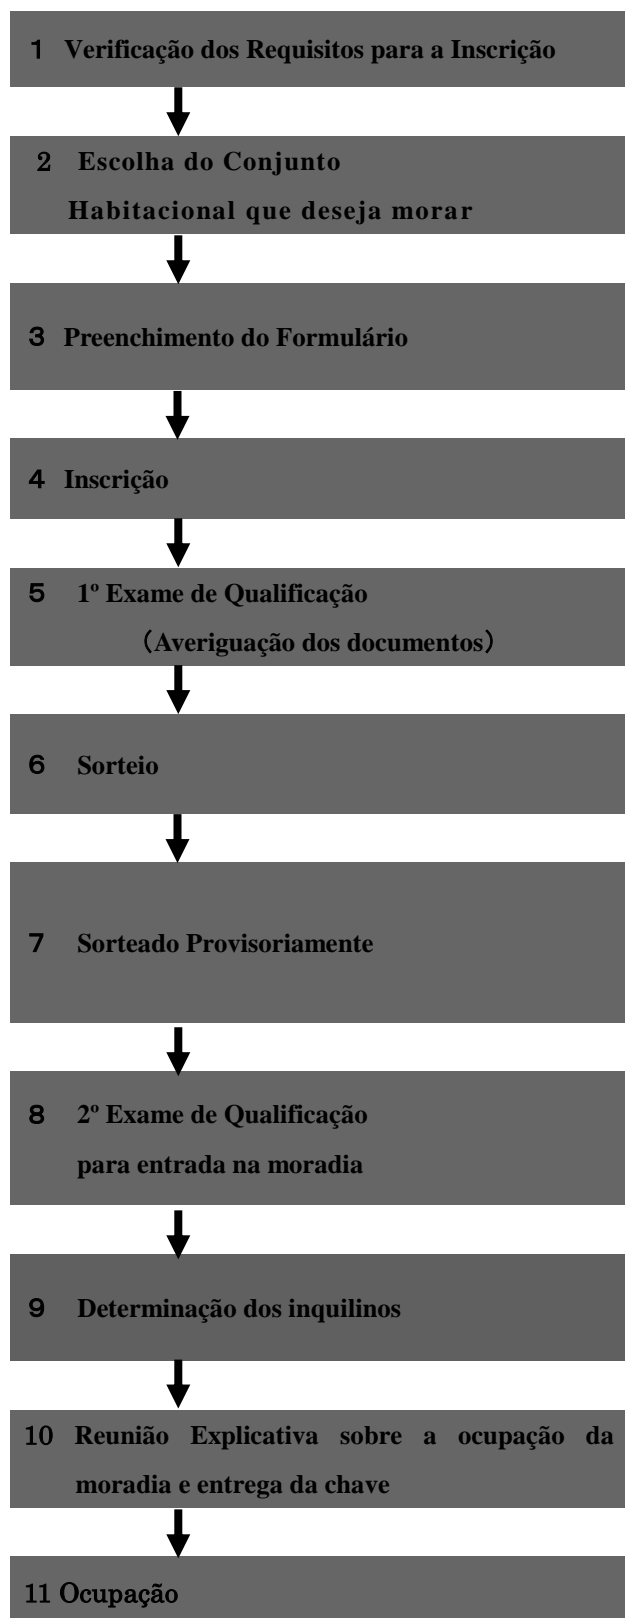 １ Verificação dos Requisitos para a Inscrição
２ Escolha do Conjunto
Habitacional que deseja morar
３ Preenchimento do Formulário
４ Inscrição
５ 1º Exame de Qualificação
（Averiguação dos documentos）
６ Sorteio
７ Sorteado Provisoriamente
８ 2º Exame de Qualificação
para entrada na moradia
９ Determinação dos inquilinos
10 Reunião Explicativa sobre a ocupação da
moradia e entrega da chave
11 Ocupação